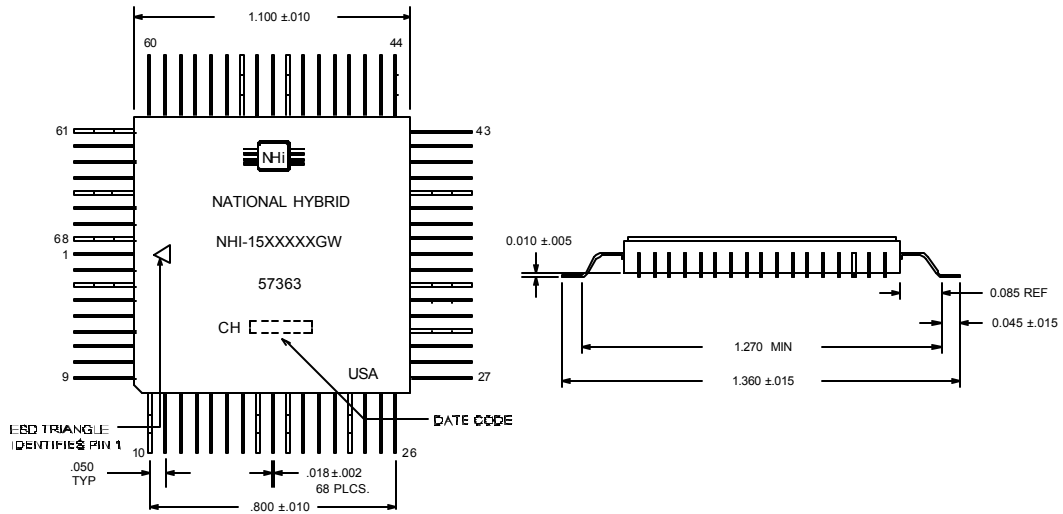 1.100 ±.010
60
44
61
43
NHi
NATIONAL HYBRID
68
NHI-15XXXXXGW
1
57363
CH
USA
9
27
ESD TRIANGLE
IDENTIFIES PIN 1
DATE CODE
10
26
.050
TYP
.018±.002
68 PLCS.
.800 ±.010
0.010 ±.005
0.085 REF
0.045 ±.015
1.270 MIN
1.360 ±.015